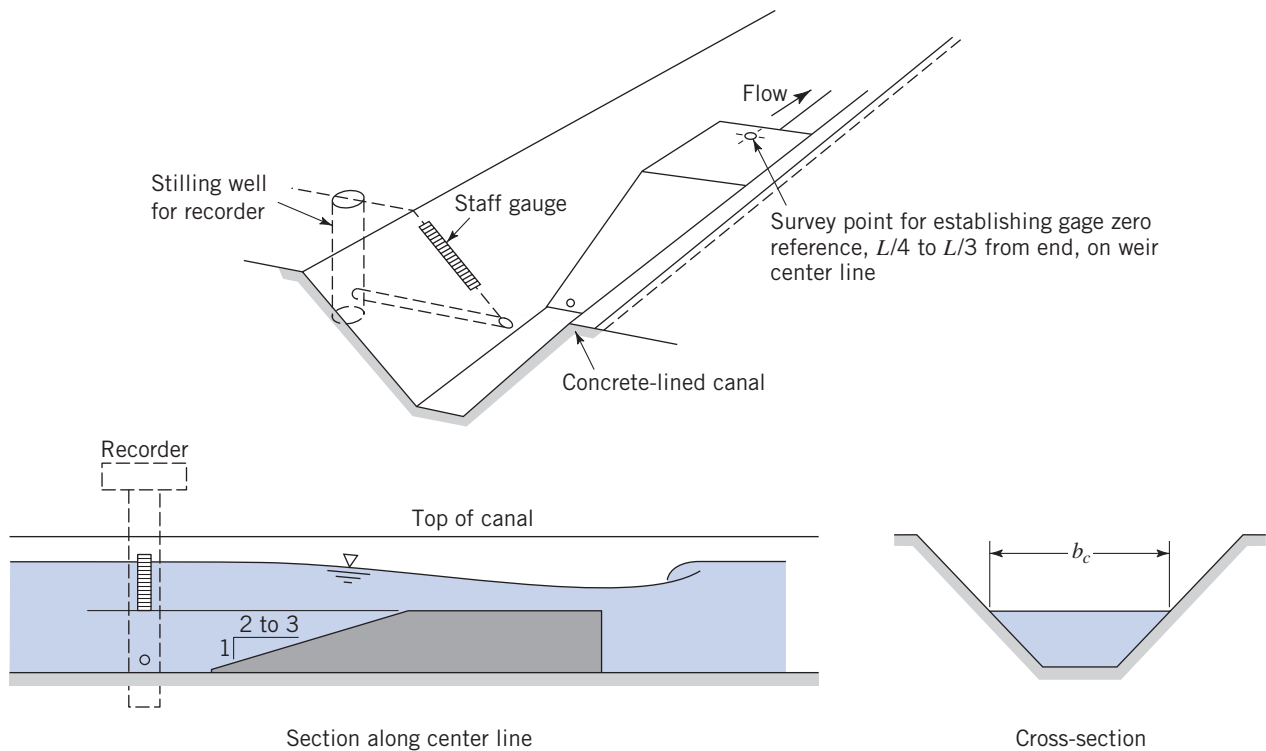 Flow
Stilling well
for recorder
Staff gauge
Survey point for establishing gage zero
reference, L/4 to L/3 from end, on weir
center line
Concrete-lined canal
Recorder
Top of canal
b_c
2 to 3
1
Section along center line
Cross-section